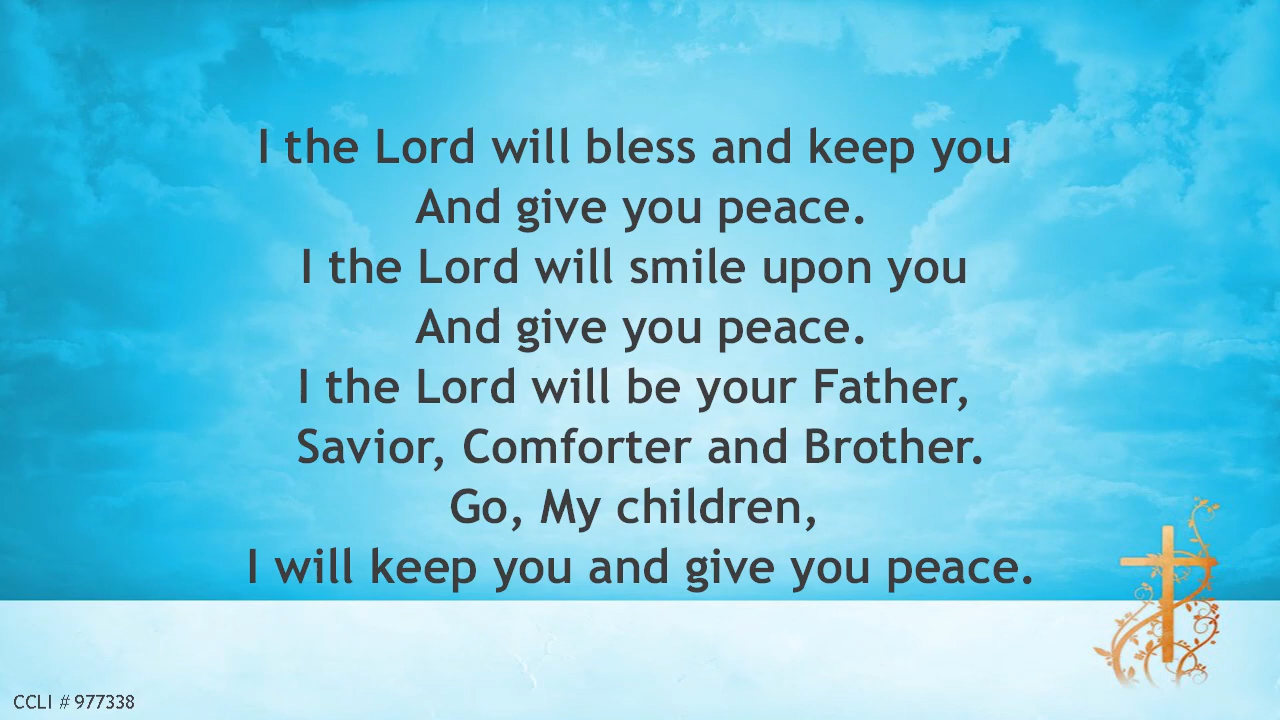 I the Lord will bless and keep you
And give you peace.
I the Lord will smile upon you
And give you peace.
I the Lord will be your Father,
Savior, Comforter and Brother.
Go, My children,
I will keep you and give you peace.
CCLI # 977338